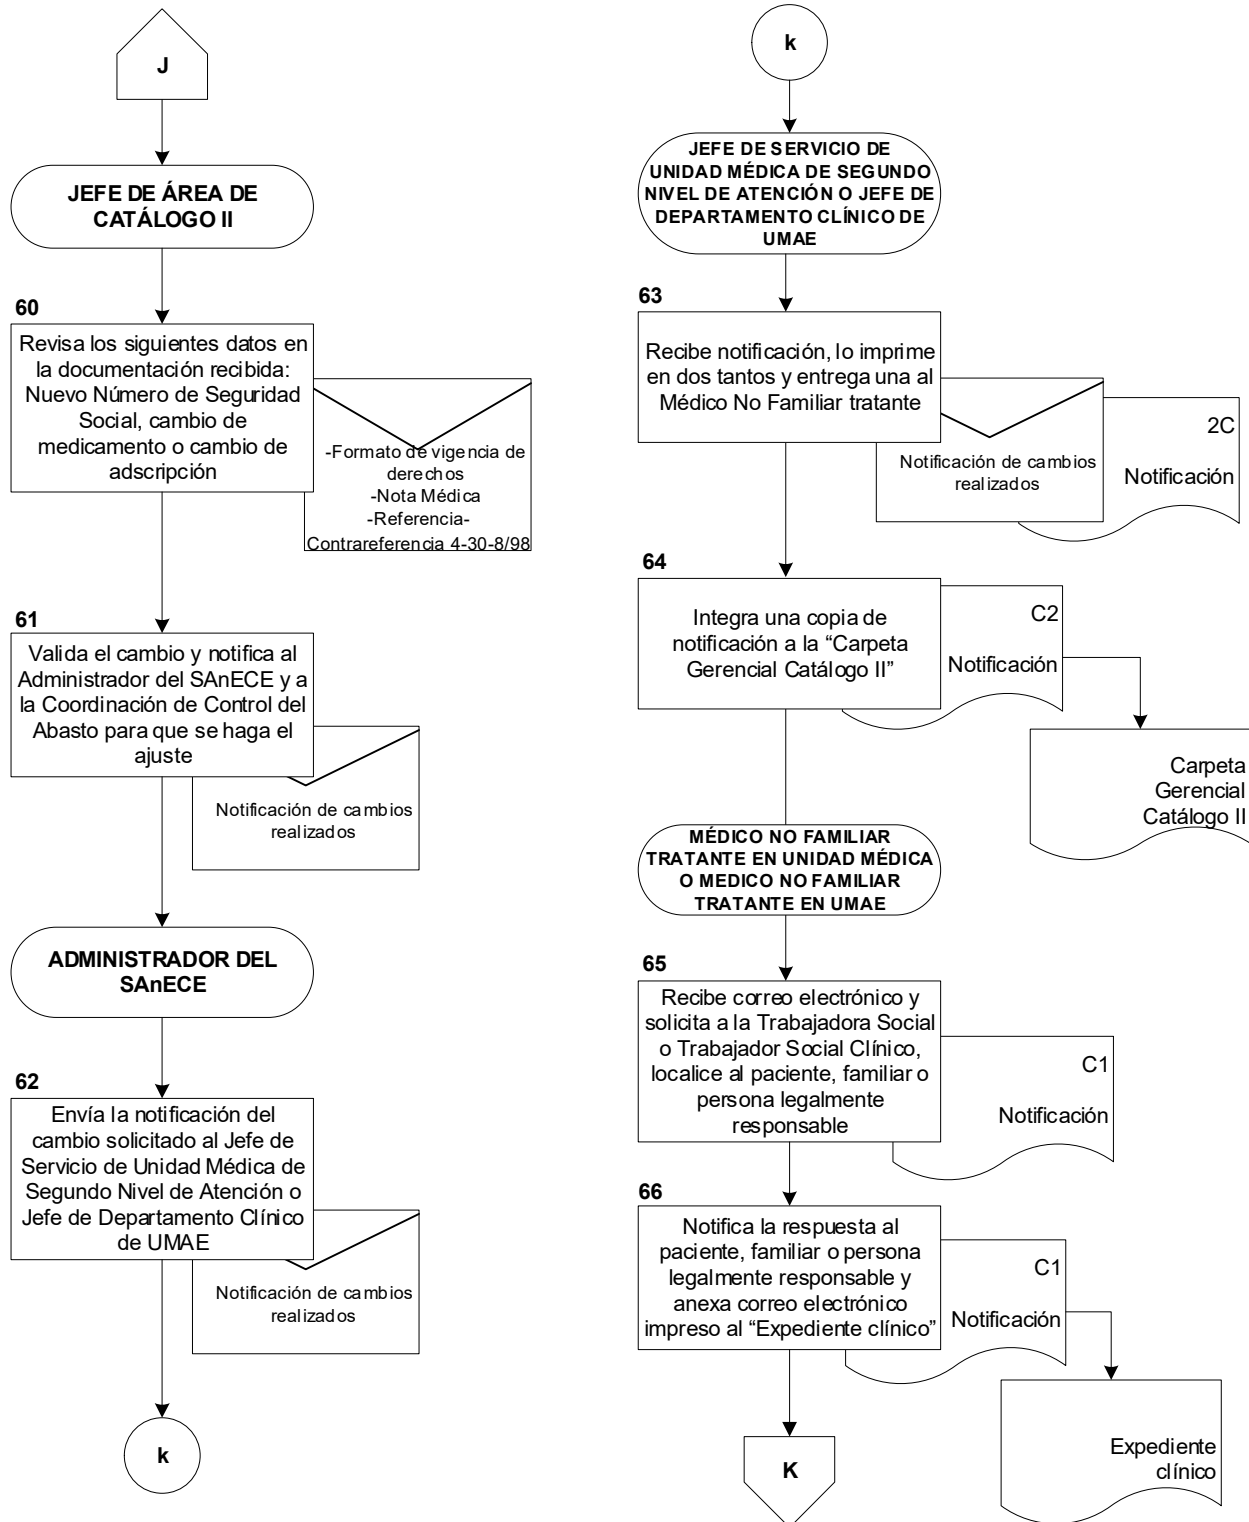 J
JEFE DE ÁREA DE
CATÁLOGO II
60
Revisa los siguientes datos en
la documentación recibida:
Nuevo Número de Seguridad
Social, cambio de
medicamento o cambio de
adscripción
-Formato de vigencia de
derechos
-Nota Médica
-Referencia-
Contrareferencia 4-30-8/98
61
Valida el cambio y notifica al
Administrador del SAnECE y a
la Coordinación de Control del
Abasto para que se haga el
ajuste
Notificación de cambios
realizados
ADMINISTRADOR DEL
SAnECE
62
Envía la notificación del
cambio solicitado al Jefe de
Servicio de Unidad Médica de
Segundo Nivel de Atención o
Jefe de Departamento Clínico
de UMAE
Notificación de cambios
realizados
k
k
JEFE DE SERVICIO DE
UNIDAD MÉDICA DE SEGUNDO
NIVEL DE ATENCIÓN O JEFE DE
DEPARTAMENTO CLÍNICO DE
UMAE
63
Recibe notificación, lo imprime
en dos tantos y entrega una al
Médico No Familiar tratante
Notificación de cambios
realizados
2C
Notificación
64
Integra una copia de
notificación a la “Carpeta
Gerencial Catálogo II”
C2
Notificación
Carpeta
Gerencial
Catálogo II
MÉDICO NO FAMILIAR
TRATANTE EN UNIDAD MÉDICA
O MEDICO NO FAMILIAR
TRATANTE EN UMAE
65
Recibe correo electrónico y
solicita a la Trabajadora Social
o Trabajador Social Clínico,
localice al paciente, familiar o
persona legalmente
responsable
C1
Notificación
66
Notifica la respuesta al
paciente, familiar o persona
legalmente responsable y
anexa correo electrónico
impreso al “Expediente clínico”
C1
Notificación
Expediente
clínico
K